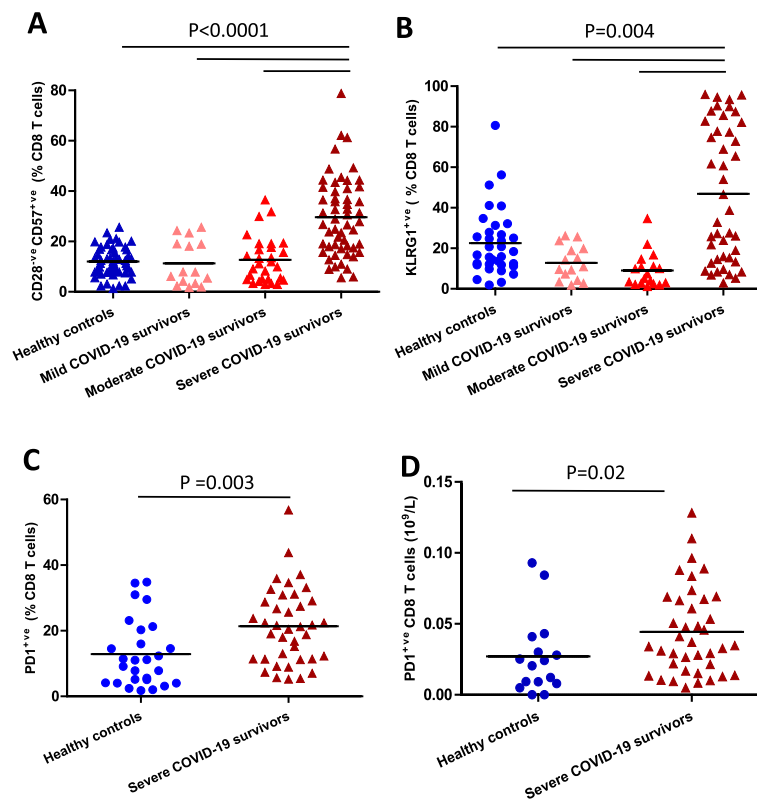 A
P<0.0001
CD28⁻ᵛᵉ CD57⁺ᵛᵉ (% CD8 T cells)
80
60
40
20
0
Healthy controls
Mild COVID-19 survivors
Moderate COVID-19 survivors
Severe COVID-19 survivors
B
P=0.004
KLRG1⁺ᵛᵉ ( % CD8 T cells)
100
80
60
40
20
0
Healthy controls
Mild COVID-19 survivors
Moderate COVID-19 survivors
Severe COVID-19 survivors
C
P =0.003
PD1⁺ᵛᵉ (% CD8 T cells)
60
40
20
0
Healthy controls
Severe COVID-19 survivors
D
P=0.02
PD1⁺ᵛᵉ CD8 T cells (10⁹/L)
0.15
0.10
0.05
0.00
Healthy controls
Severe COVID-19 survivors